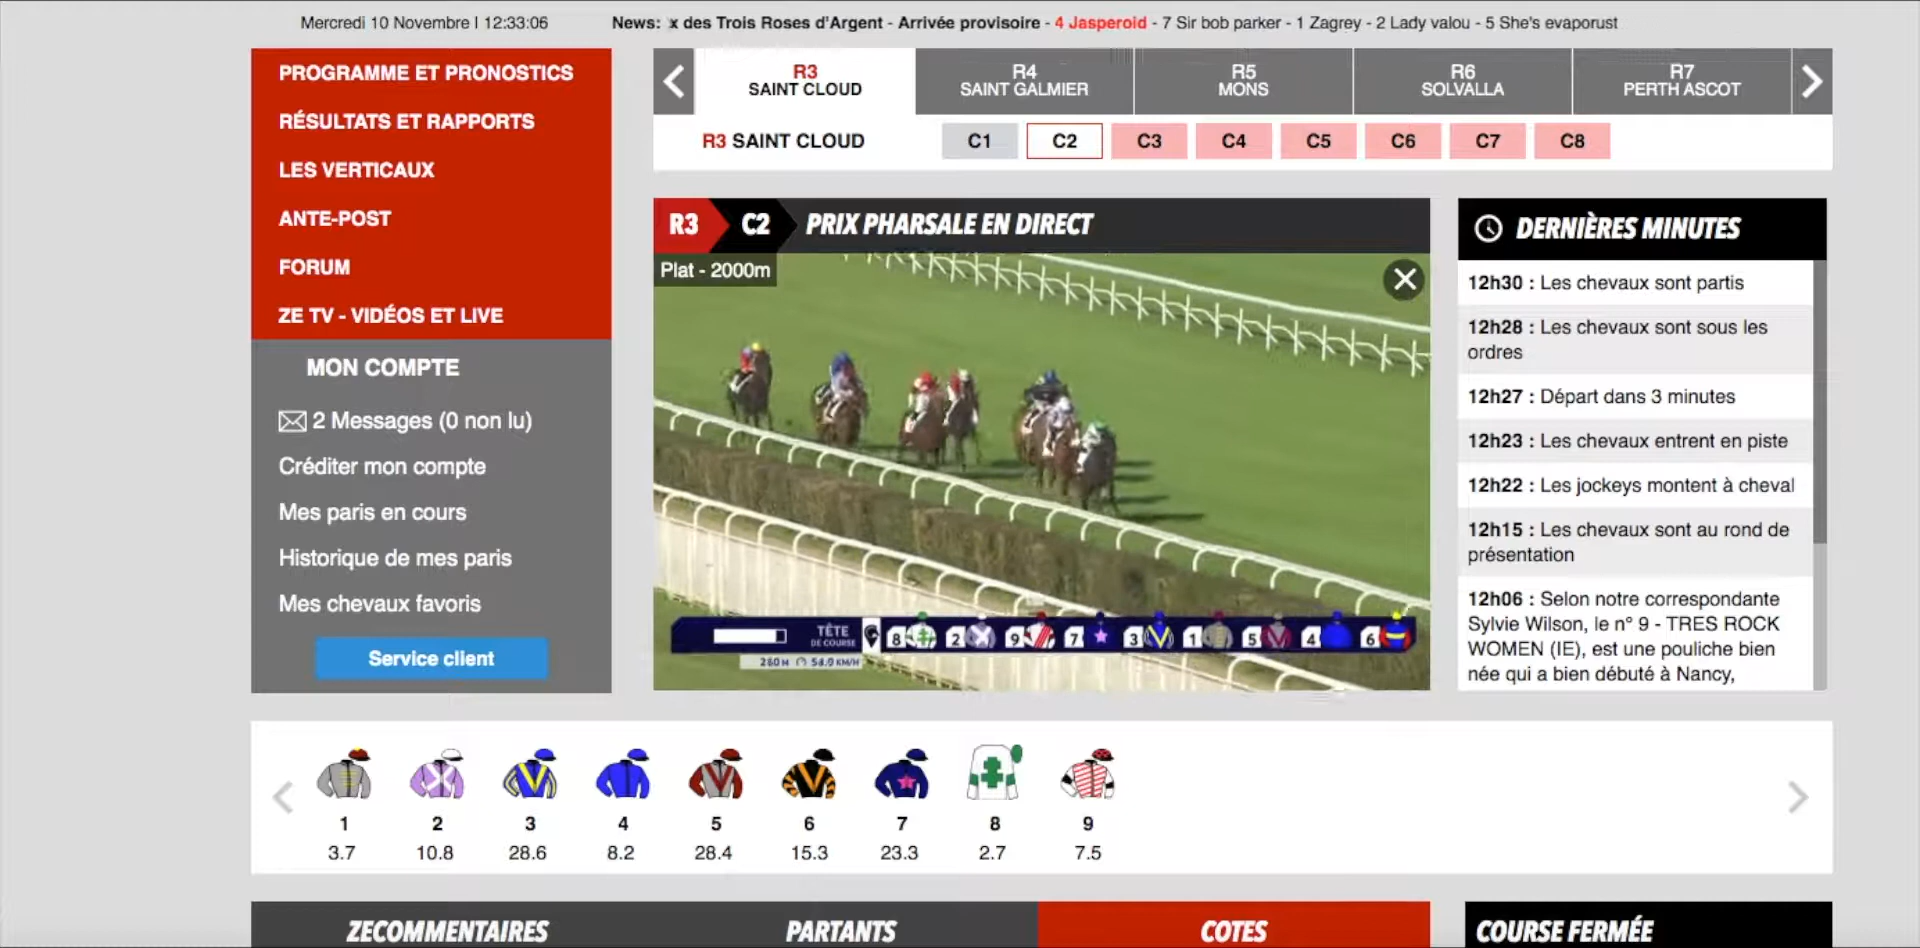 Mercredi 10 Novembre | 12:33:06
News: x des Trois Roses d'Argent - Arrivée provisoire - 4 Jasperoid - 7 Sir bob parker - 1 Zagrey - 2 Lady valou - 5 She's evaporust
PROGRAMME ET PRONOSTICS
RÉSULTATS ET RAPPORTS
LES VERTICAUX
ANTE-POST
FORUM
ZE TV - VIDÉOS ET LIVE
MON COMPTE
2 Messages (0 non lu)
Créditer mon compte
Mes paris en cours
Historique de mes paris
Mes chevaux favoris
Service client
R3
SAINT CLOUD
R4
SAINT GALMIER
R5
MONS
R6
SOLVALLA
R7
PERTH ASCOT
R3 SAINT CLOUD C1 C2 C3 C4 C5 C6 C7 C8
R3 C2 PRIX PHARSALE EN DIRECT
Plat - 2000m
TÊTE
DE COURSE
8 2 9 7 3 1 5 4 6
280M 58.9 KM/H
DERNIÈRES MINUTES
12h30 : Les chevaux sont partis
12h28 : Les chevaux sont sous les
ordres
12h27 : Départ dans 3 minutes
12h23 : Les chevaux entrent en piste
12h22 : Les jockeys montent à cheval
12h15 : Les chevaux sont au rond de
présentation
12h06 : Selon notre correspondante
Sylvie Wilson, le n° 9 - TRES ROCK
WOMEN (IE), est une pouliche bien
née qui a bien débuté à Nancy,
1 2 3 4 5 6 7 8 9
3.7 10.8 28.6 8.2 28.4 15.3 23.3 2.7 7.5
ZECOMMENTAIRES PARTANTS COTES
COURSE FERMÉE